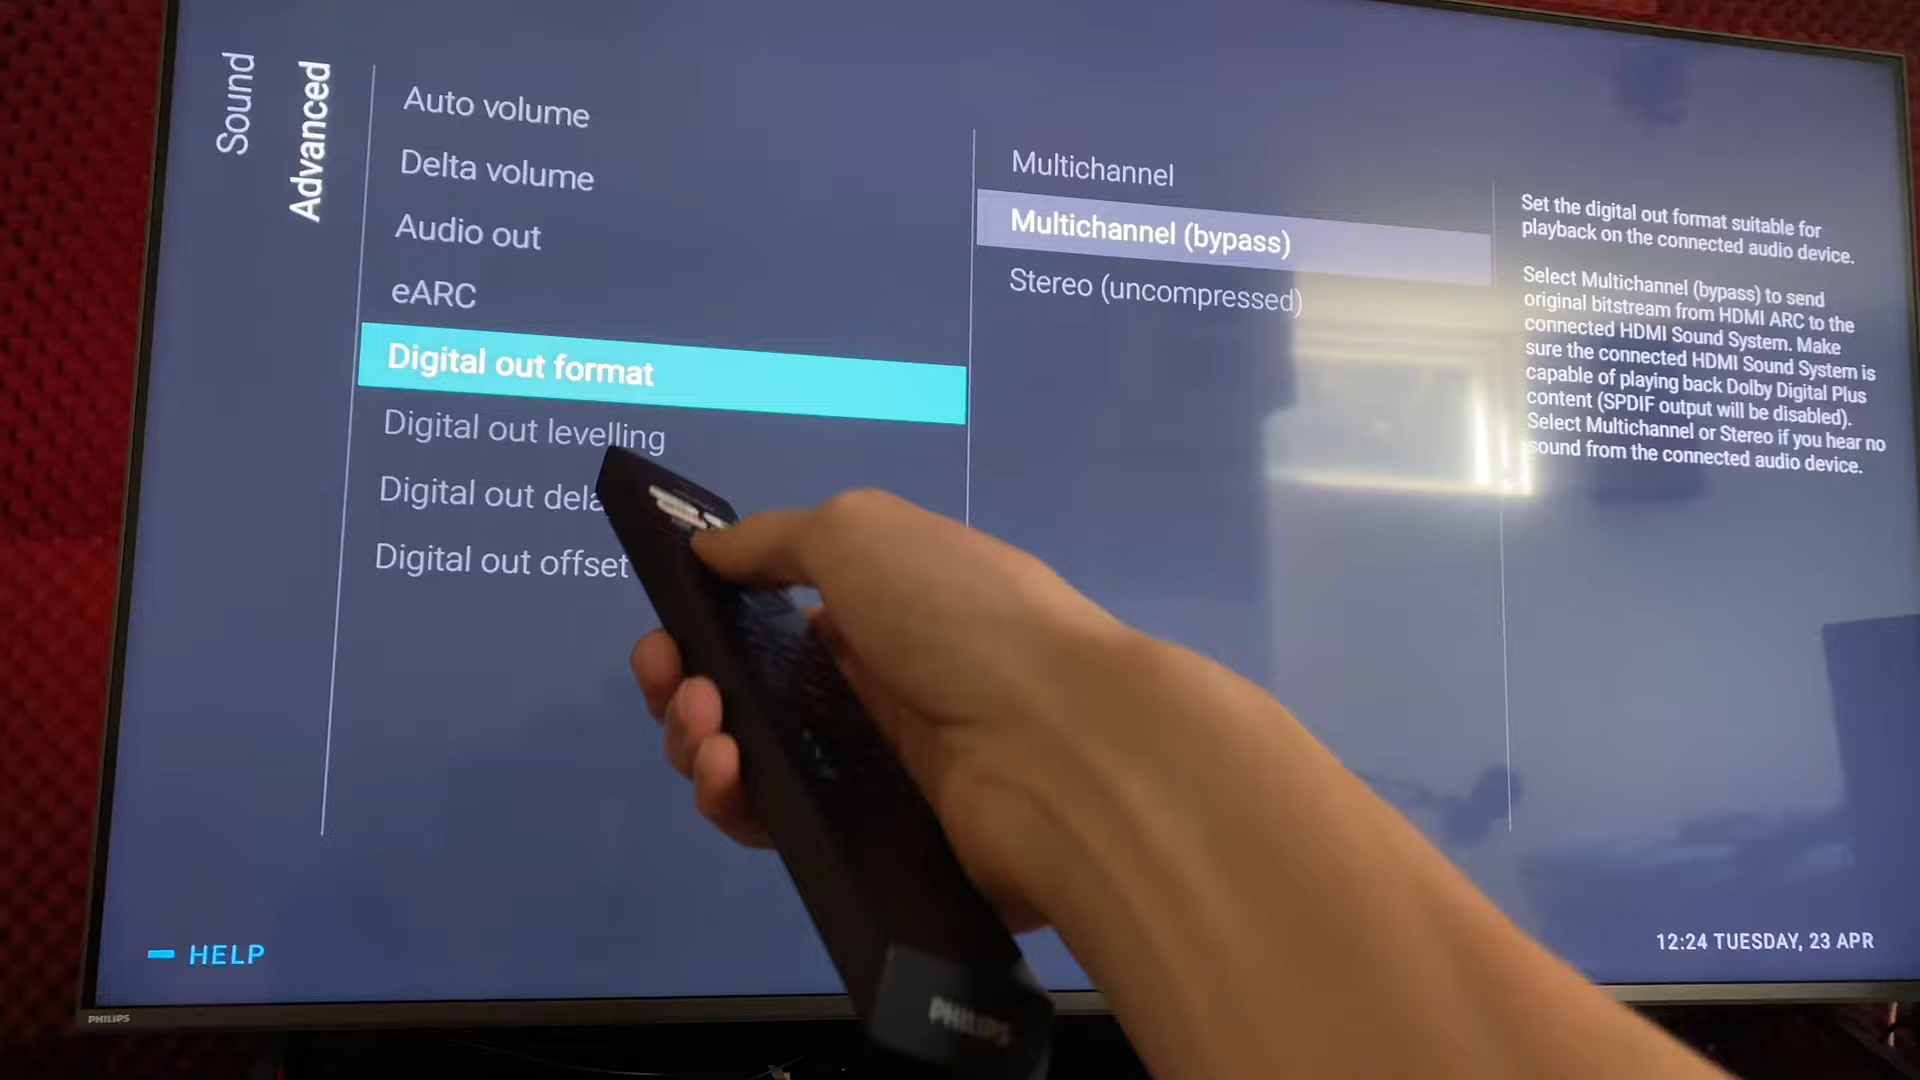 Sound
Advanced
Auto volume
Delta volume
Audio out
eARC
Digital out format
Digital out levelling
Digital out dela
Digital out offset
Multichannel
Multichannel (bypass)
Stereo (uncompressed)
Set the digital out format suitable for
playback on the connected audio device.
Select Multichannel (bypass) to send
original bitstream from HDMI ARC to the
connected HDMI Sound System. Make
sure the connected HDMI Sound System is
capable of playing back Dolby Digital Plus
content (SPDIF output will be disabled).
Select Multichannel or Stereo if you hear no
sound from the connected audio device.
HELP
12:24 TUESDAY, 23 APR
PHILIPS
PHILIPS